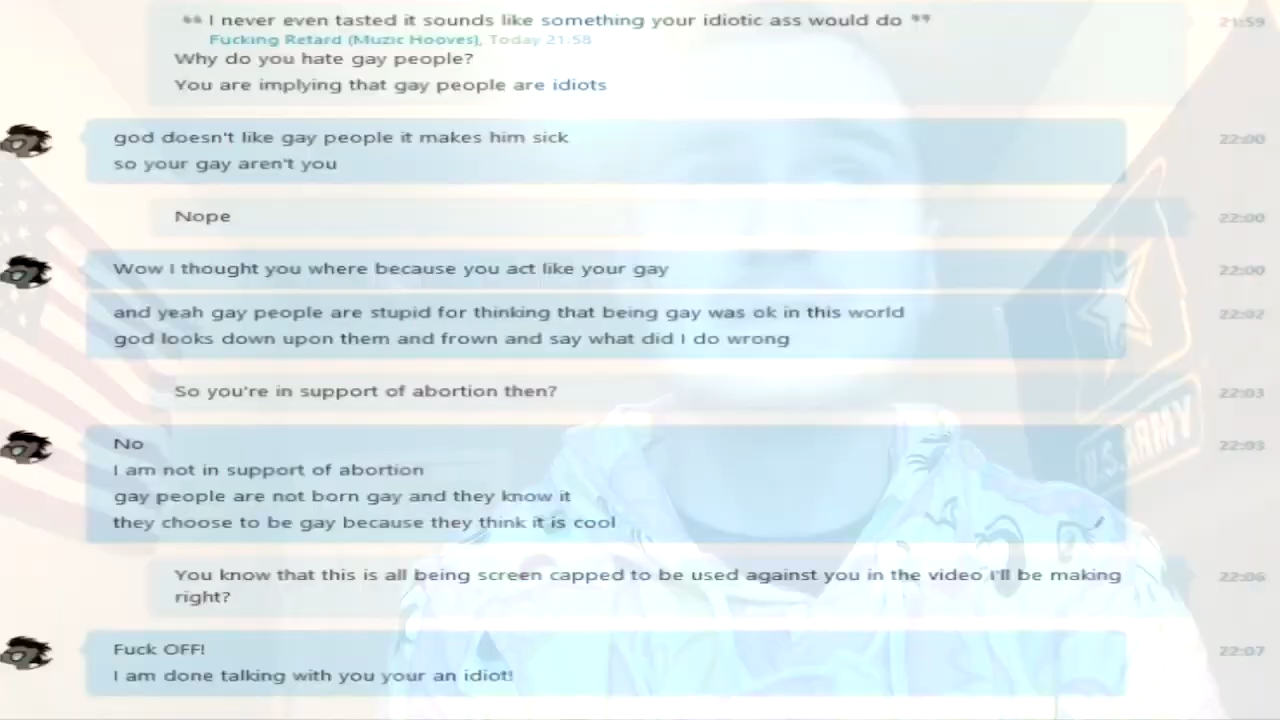 ❝ I never even tasted it sounds like something your idiotic ass would do ❞ 21:59
Fucking Retard (Muzic Hooves), Today 21:58
Why do you hate gay people?
You are implying that gay people are idiots
god doesn't like gay people it makes him sick 22:00
so your gay aren't you
Nope 22:00
Wow I thought you where because you act like your gay 22:00
and yeah gay people are stupid for thinking that being gay was ok in this world 22:02
god looks down upon them and frown and say what did I do wrong
So you're in support of abortion then? 22:03
No 22:03
I am not in support of abortion
gay people are not born gay and they know it
they choose to be gay because they think it is cool
You know that this is all being screen capped to be used against you in the video I'll be making 22:06
right?
Fuck OFF! 22:07
I am done talking with you your an idiot!
U.S. ARMY